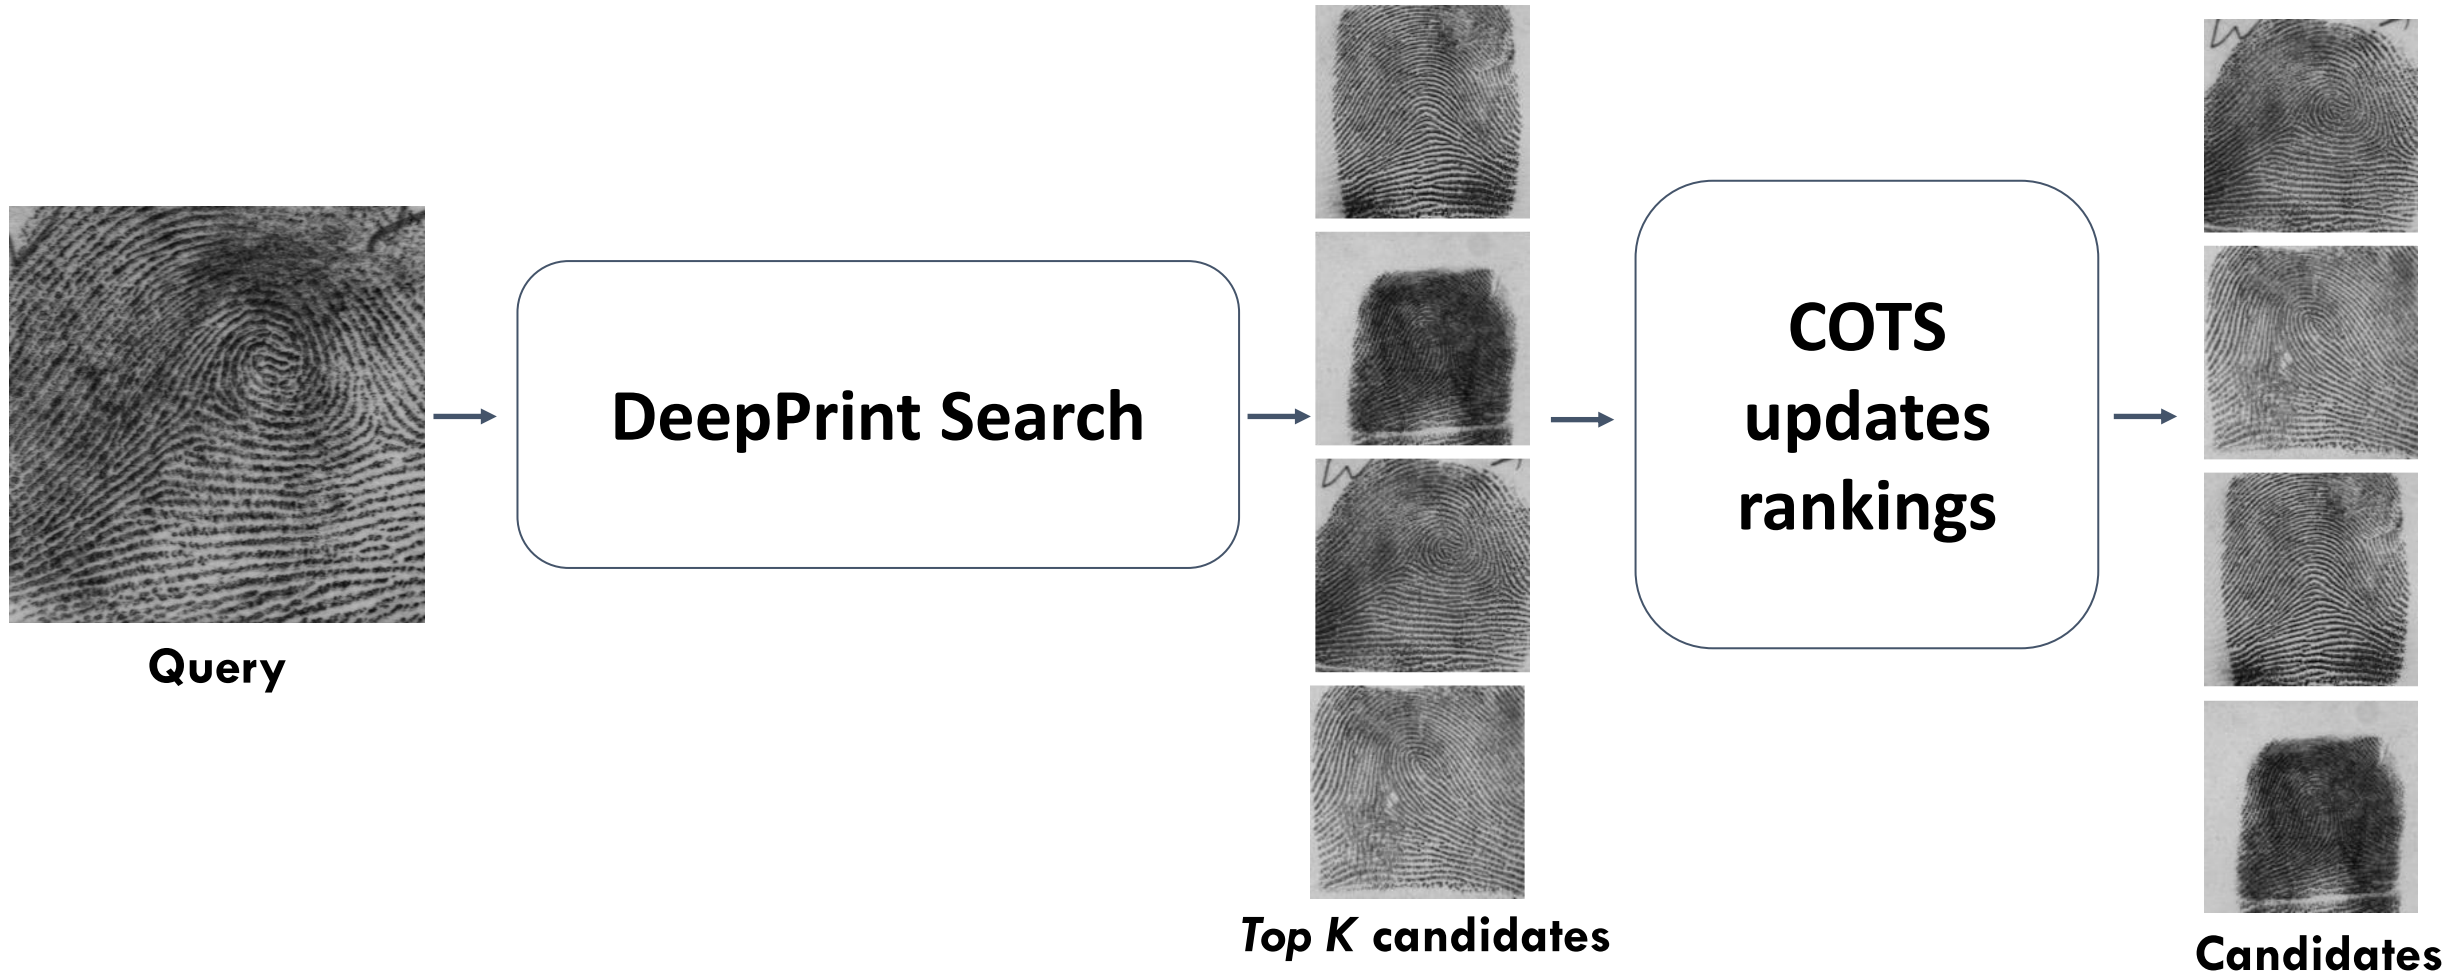 Query
DeepPrint Search
Top K candidates
COTS
updates
rankings
Candidates